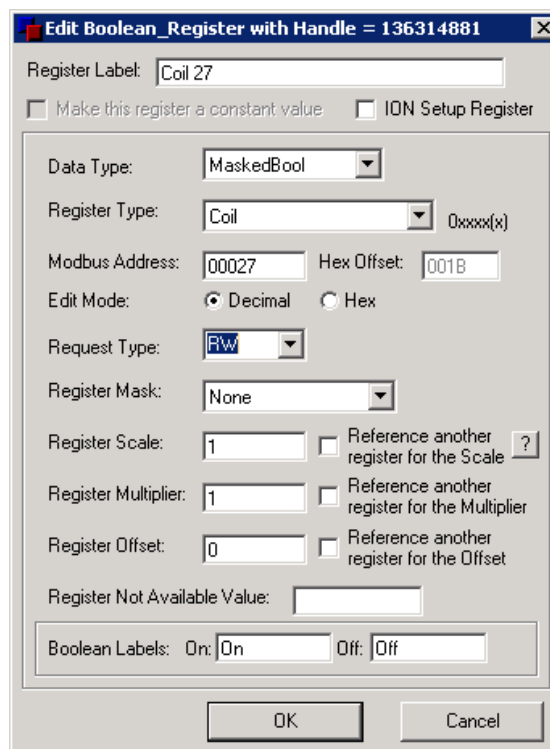 Edit Boolean_Register with Handle = 136314881
Register Label: Coil 27
Make this register a constant value ION Setup Register
Data Type: MaskedBool
Register Type: Coil 0xxxx(x)
Modbus Address: 00027 Hex Offset: 001B
Edit Mode: Decimal Hex
Request Type: RW
Register Mask: None
Register Scale: 1 Reference another
register for the Scale ?
Register Multiplier: 1 Reference another
register for the Multiplier
Register Offset: 0 Reference another
register for the Offset
Register Not Available Value:
Boolean Labels: On: On Off: Off
OK Cancel